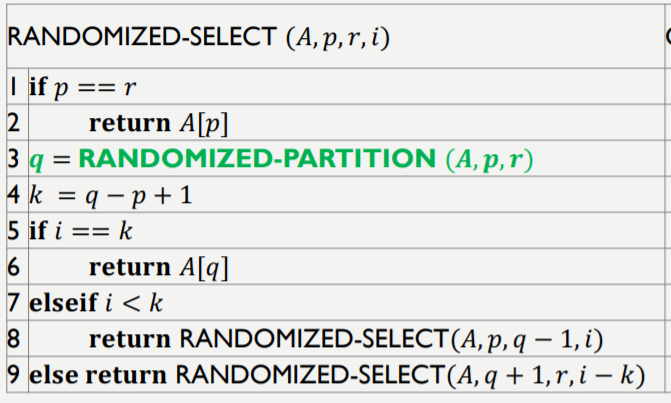 RANDOMIZED-SELECT (A, p, r, i)
1 if p == r
2 return A[p]
3 q = RANDOMIZED-PARTITION (A, p, r)
4 k = q − p + 1
5 if i == k
6 return A[q]
7 elseif i < k
8 return RANDOMIZED-SELECT(A, p, q − 1, i)
9 else return RANDOMIZED-SELECT(A, q + 1, r, i − k)